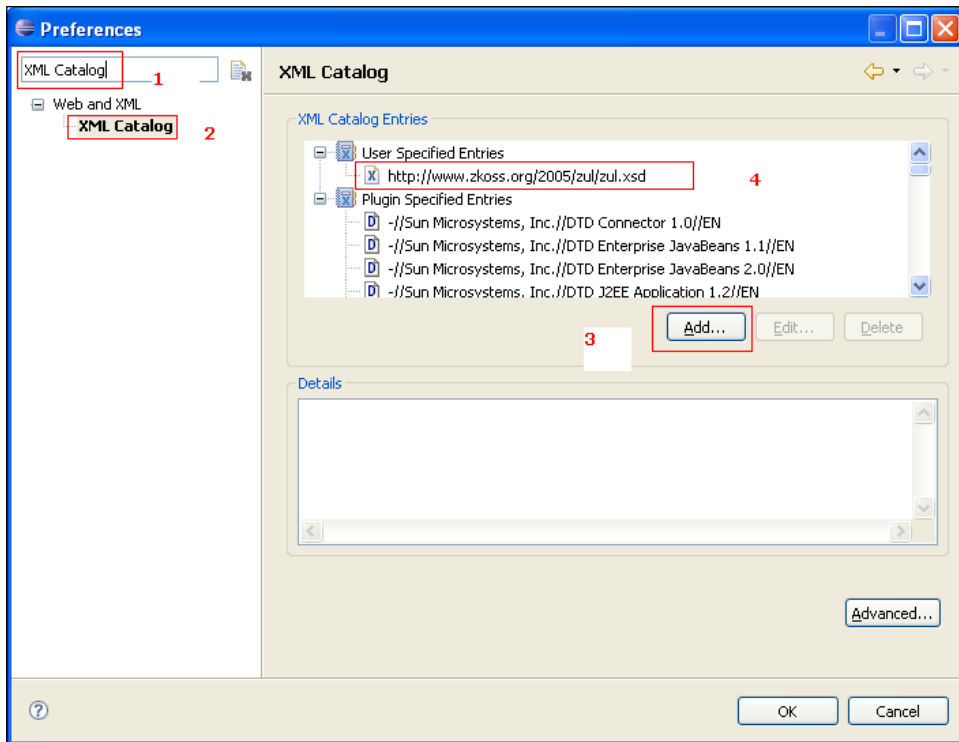 Preferences
XML Catalog
1
Web and XML
XML Catalog
2
XML Catalog
XML Catalog Entries
User Specified Entries
http://www.zkoss.org/2005/zul/zul.xsd
4
Plugin Specified Entries
-//Sun Microsystems, Inc.//DTD Connector 1.0//EN
-//Sun Microsystems, Inc.//DTD Enterprise JavaBeans 1.1//EN
-//Sun Microsystems, Inc.//DTD Enterprise JavaBeans 2.0//EN
-//Sun Microsystems, Inc.//DTD J2EE Application 1.2//EN
3
Add... Edit... Delete
Details
Advanced...
OK Cancel